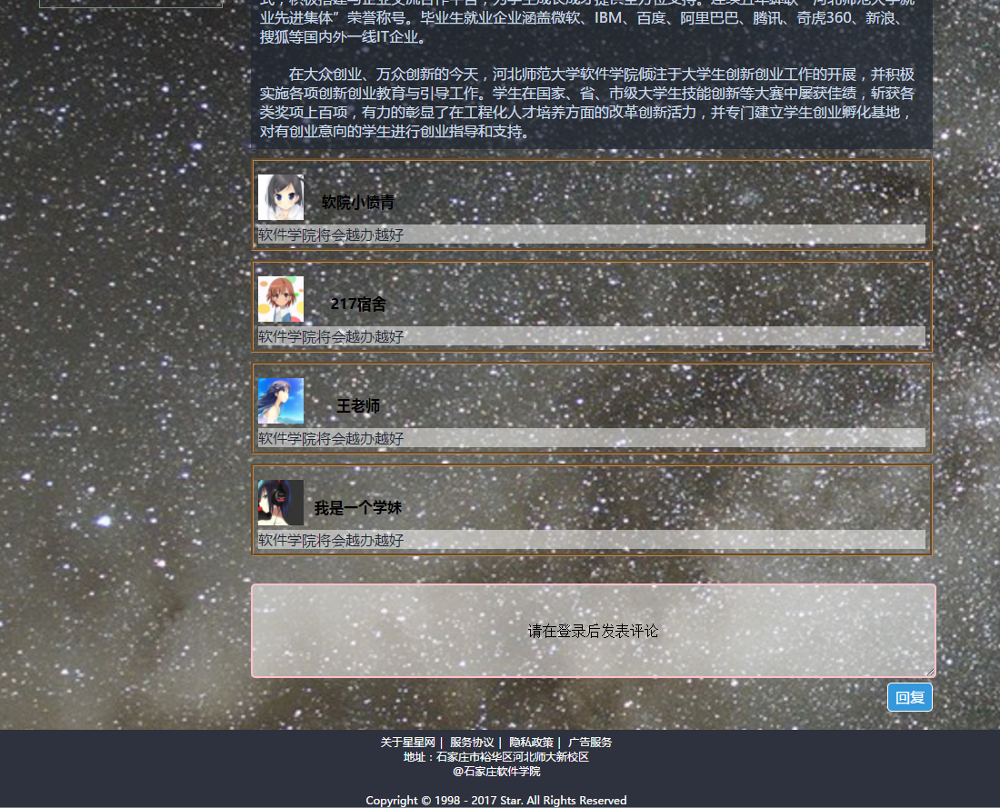 式，积极搭建与企业交流合作平台，为学生成长成才提供全方位支持。连续五年蝉联“河北师范大学就
业先进集体”荣誉称号。毕业生就业企业涵盖微软、IBM、百度、阿里巴巴、腾讯、奇虎360、新浪、
搜狐等国内外一线IT企业。
在大众创业、万众创新的今天，河北师范大学软件学院倾注于大学生创新创业工作的开展，并积极
实施各项创新创业教育与引导工作。学生在国家、省、市级大学生技能创新等大赛中屡获佳绩，斩获各
类奖项上百项，有力的彰显了在工程化人才培养方面的改革创新活力，并专门建立学生创业孵化基地，
对有创业意向的学生进行创业指导和支持。
软院小愤青
软件学院将会越办越好
217宿舍
软件学院将会越办越好
王老师
软件学院将会越办越好
我是一个学妹
软件学院将会越办越好
请在登录后发表评论
回复
关于星星网 | 服务协议 | 隐私政策 | 广告服务
地址：石家庄市裕华区河北师大新校区
@石家庄软件学院
Copyright © 1998 - 2017 Star. All Rights Reserved